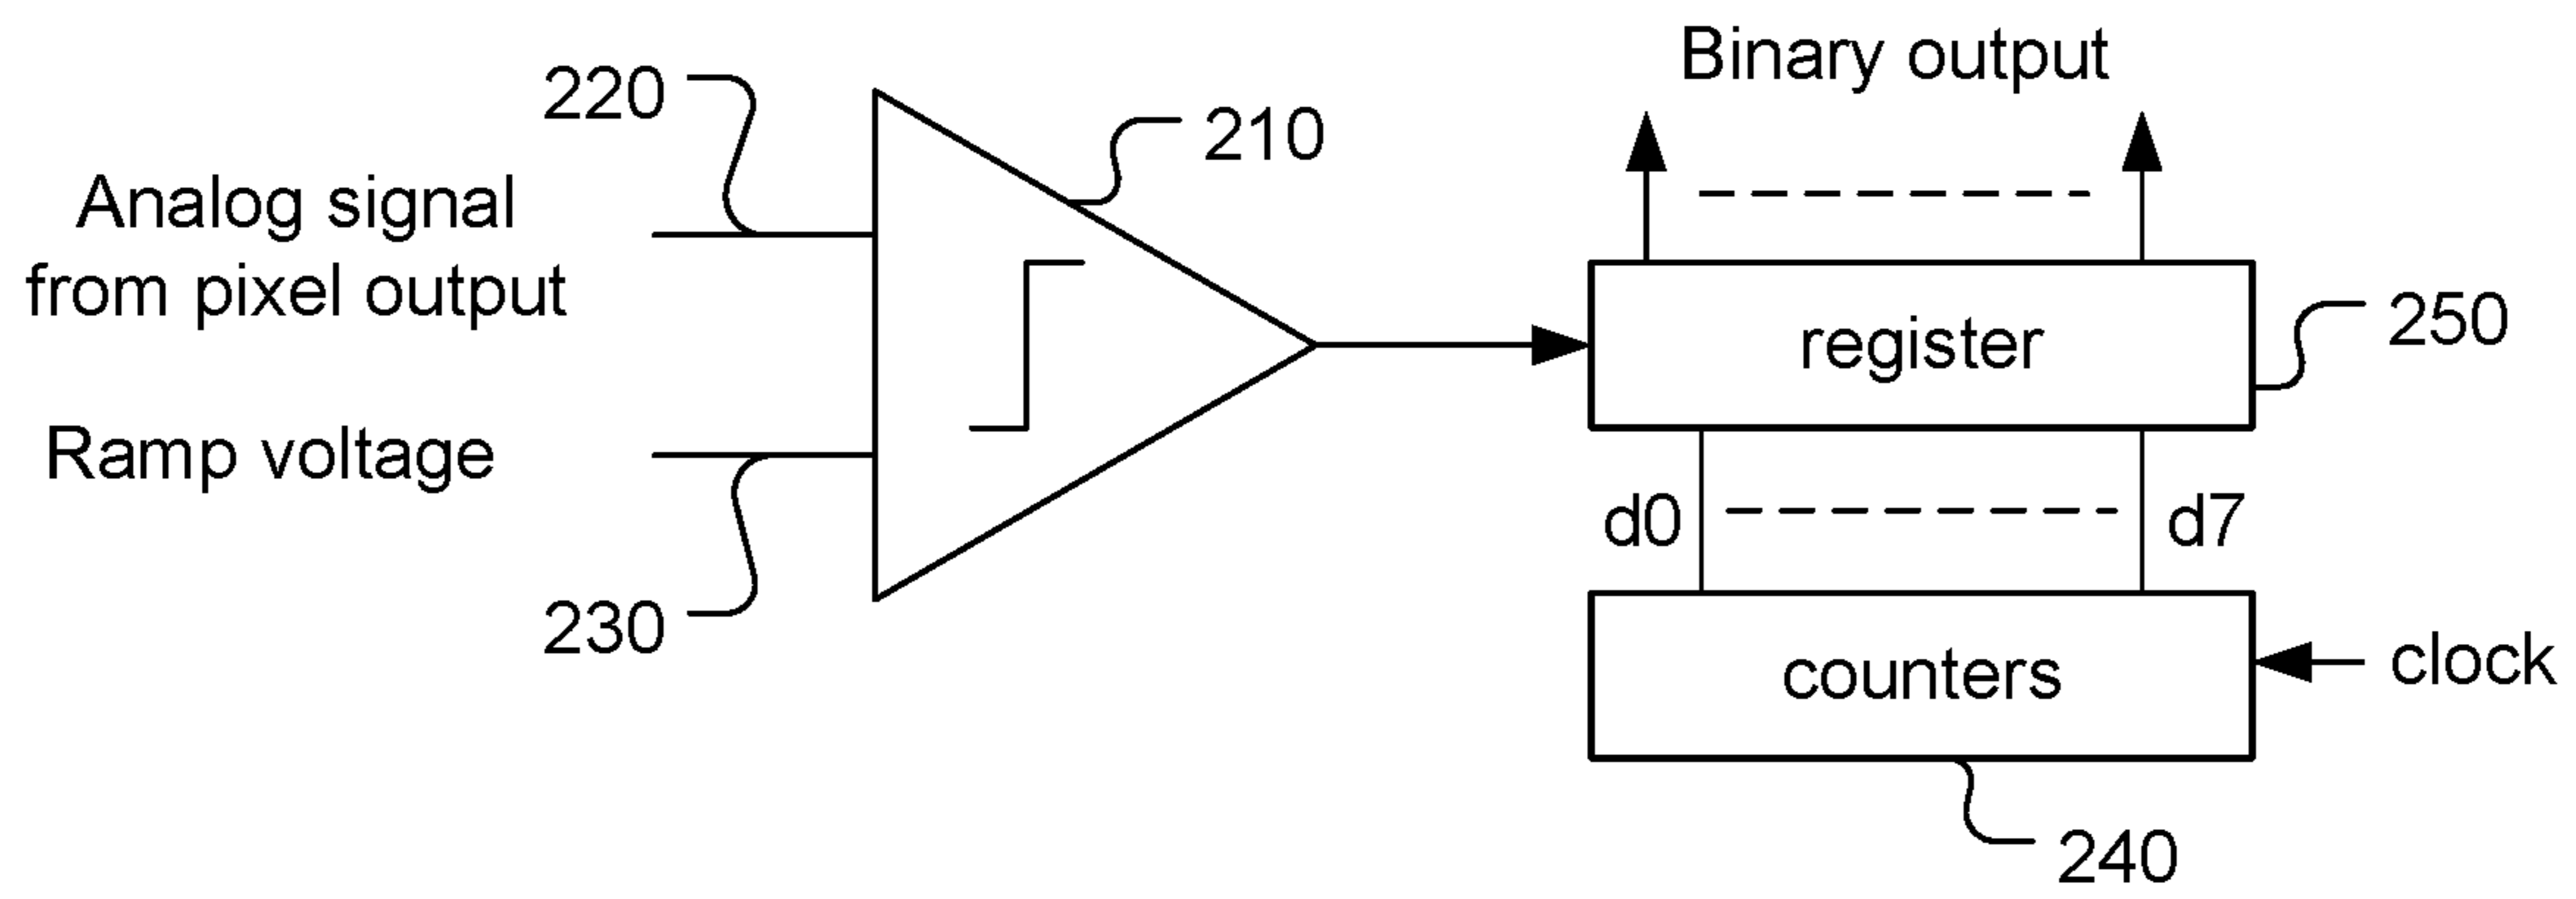 Binary output
220
210
Analog signal
from pixel output
register
250
Ramp voltage
d0
d7
230
counters
clock
240